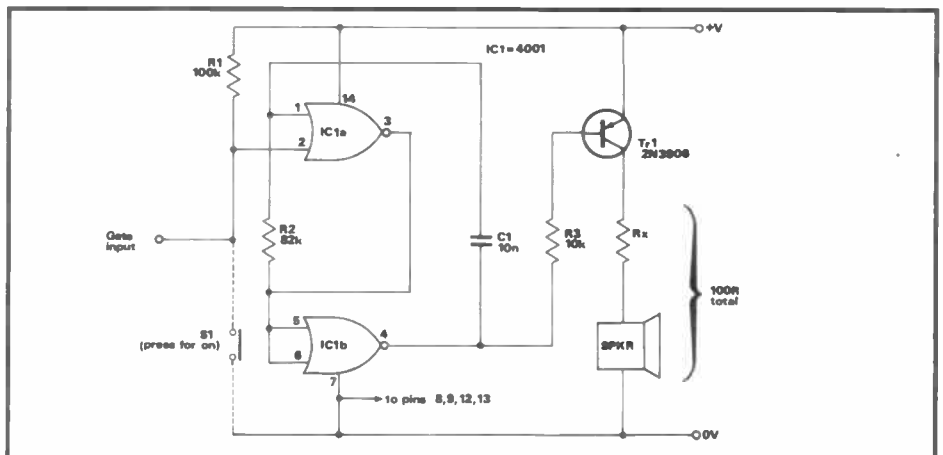 +V
IC1=4001
R1
100k
14
1
3
IC1a
2
Tr1
2N3906
Gate
input
R2
82k
C1
10n
R3
10k
Rx
100R
total
5
4
S1
(press for on)
IC1b
6
SPKR
7
to pins 8,9,12,13
0V